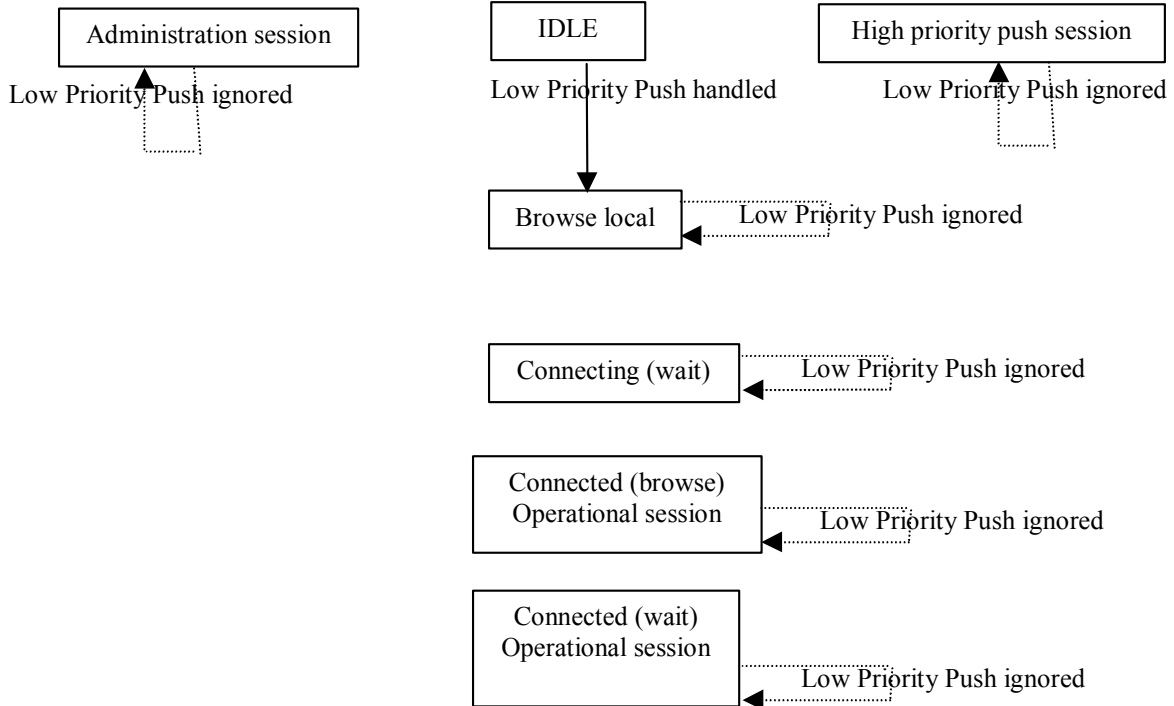 Administration session
IDLE
High priority push session
Low Priority Push ignored
Low Priority Push handled
Low Priority Push ignored
Browse local
Low Priority Push ignored
Connecting (wait)
Low Priority Push ignored
Connected (browse)
Operational session
Low Priority Push ignored
Connected (wait)
Operational session
Low Priority Push ignored